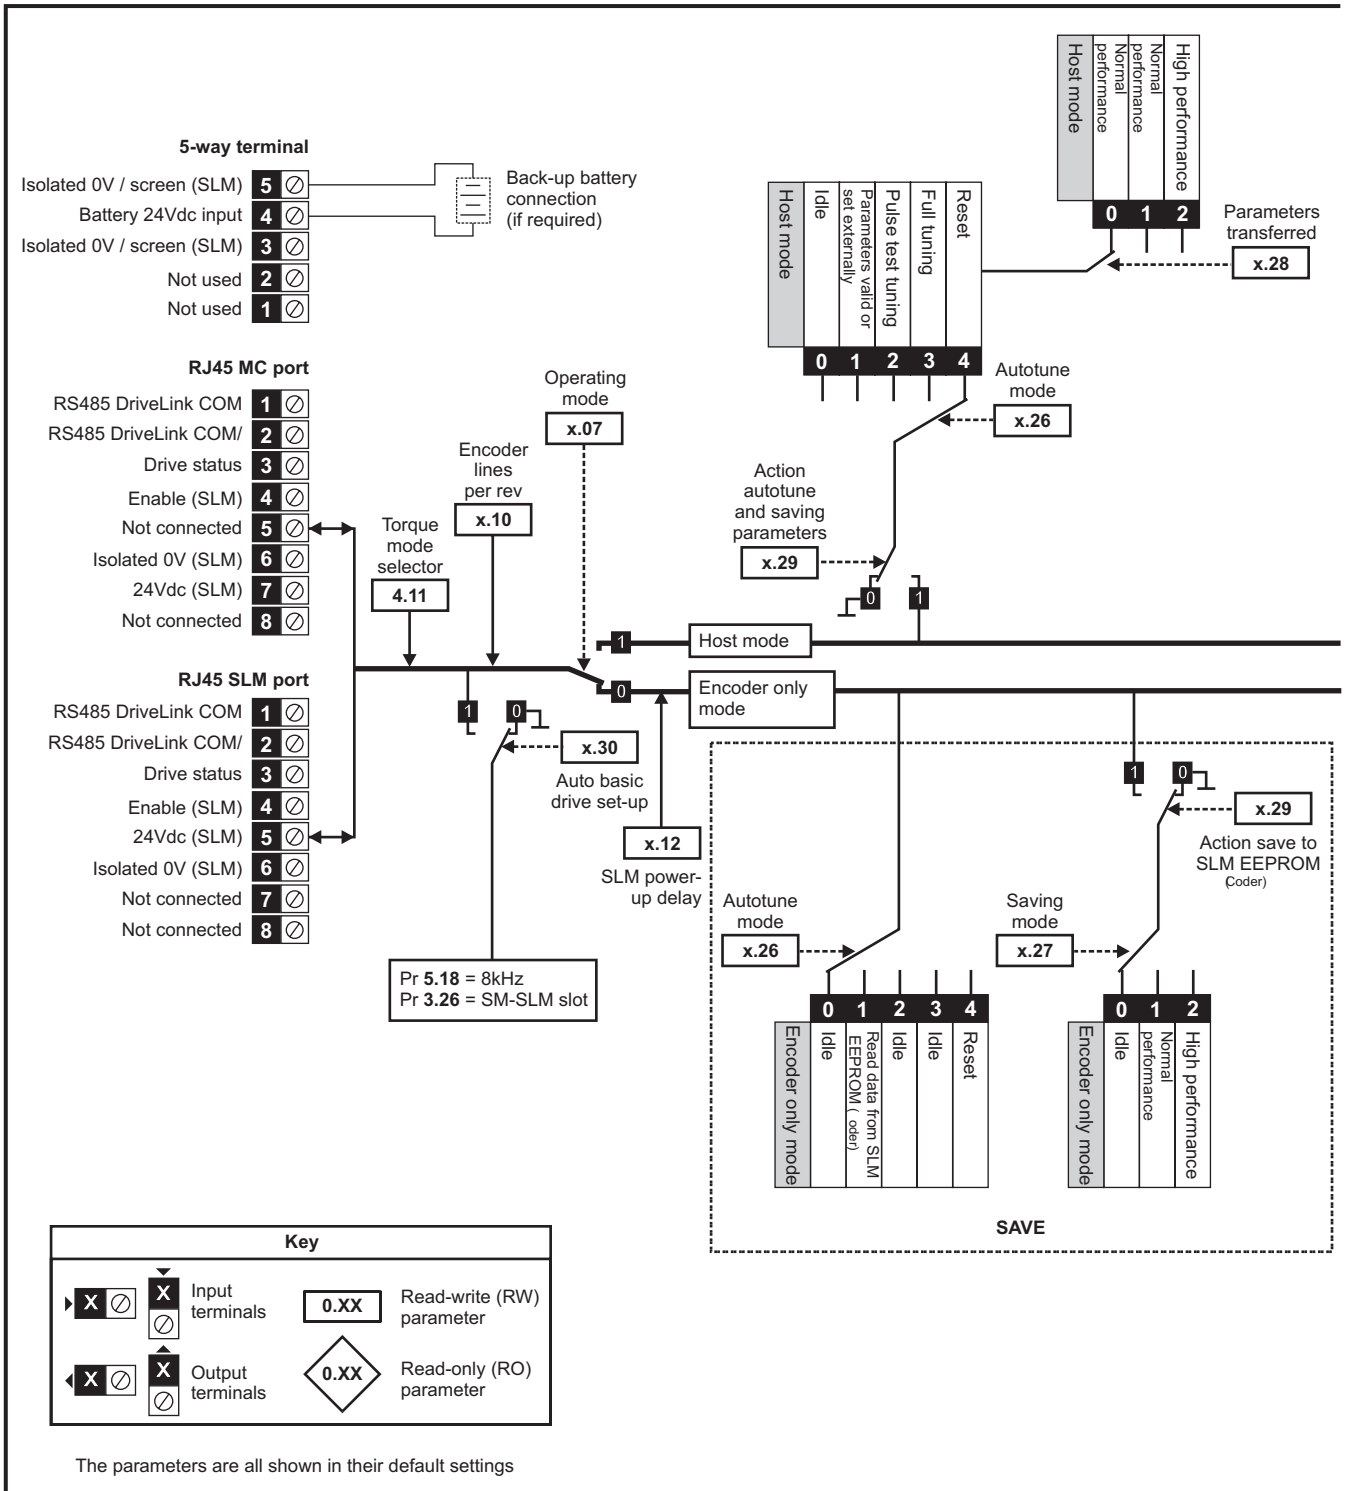 5-way terminal
Isolated 0V / screen (SLM) 5
Battery 24Vdc input 4
Isolated 0V / screen (SLM) 3
Not used 2
Not used 1
Back-up battery
connection
(if required)
RJ45 MC port
RS485 DriveLink COM 1
RS485 DriveLink COM/ 2
Drive status 3
Enable (SLM) 4
Not connected 5
Isolated 0V (SLM) 6
24Vdc (SLM) 7
Not connected 8
RJ45 SLM port
RS485 DriveLink COM 1
RS485 DriveLink COM/ 2
Drive status 3
Enable (SLM) 4
24Vdc (SLM) 5
Isolated 0V (SLM) 6
Not connected 7
Not connected 8
Torque
mode
selector
4.11
Encoder
lines
per rev
x.10
Operating
mode
x.07
1
0
x.30
Auto basic
drive set-up
Pr 5.18 = 8kHz
Pr 3.26 = SM-SLM slot
1
Host mode
0
Encoder only
mode
x.12
SLM power-
up delay
Host mode
Idle
Parameters valid or
set externally
Pulse test tuning
Full tuning
Reset
0 1 2 3 4
Autotune
mode
x.26
Action
autotune
and saving
parameters
x.29
0
1
Host mode
Normal
performance
Normal
performance
High performance
0 1 2
Parameters
transferred
x.28
Autotune
mode
x.26
0 1 2 3 4
Encoder only mode
Idle
Read data from SLM
EEPROM ( oder)
Idle
Idle
Reset
1
0
x.29
Action save to
SLM EEPROM
(Coder)
Saving
mode
x.27
0 1 2
Encoder only mode
Idle
Normal
performance
High performance
SAVE
Key
X
X
Input
terminals
0.XX
Read-write (RW)
parameter
X
X
Output
terminals
0.XX
Read-only (RO)
parameter
The parameters are all shown in their default settings